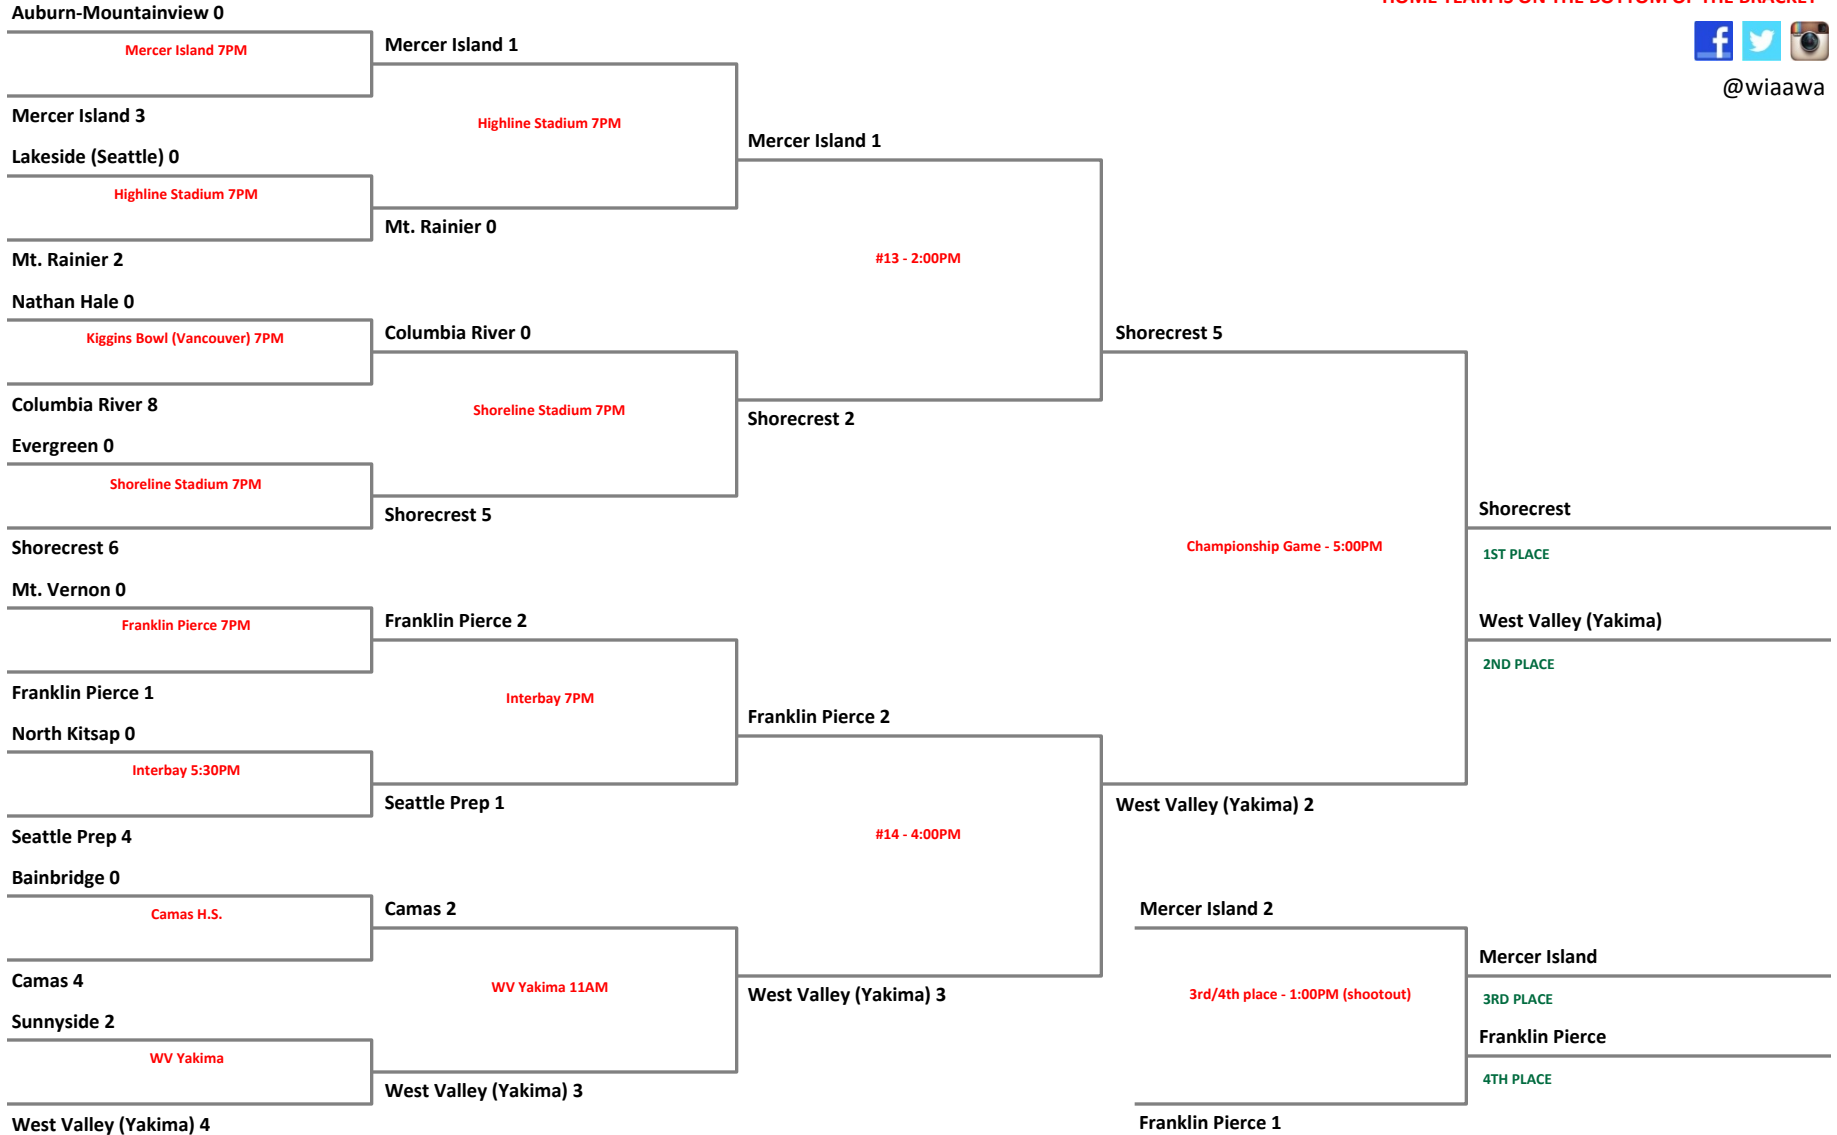 HOME TEAM IS ON THE BOTTOM OF THE BRACKET
@wiaawa
Auburn-Mountainview 0
Mercer Island 7PM
Mercer Island 3
Lakeside (Seattle) 0
Highline Stadium 7PM
Mt. Rainier 2
Nathan Hale 0
Kiggins Bowl (Vancouver) 7PM
Columbia River 8
Evergreen 0
Shoreline Stadium 7PM
Shorecrest 6
Mt. Vernon 0
Franklin Pierce 7PM
Franklin Pierce 1
North Kitsap 0
Interbay 5:30PM
Seattle Prep 4
Bainbridge 0
Camas H.S.
Camas 4
Sunnyside 2
WV Yakima
West Valley (Yakima) 4
Mercer Island 1
Highline Stadium 7PM
Mt. Rainier 0
Columbia River 0
Shoreline Stadium 7PM
Shorecrest 5
Franklin Pierce 2
Interbay 7PM
Seattle Prep 1
Camas 2
WV Yakima 11AM
West Valley (Yakima) 3
Mercer Island 1
#13 - 2:00PM
Shorecrest 2
Franklin Pierce 2
#14 - 4:00PM
West Valley (Yakima) 3
Shorecrest 5
Championship Game - 5:00PM
West Valley (Yakima) 2
Shorecrest
1ST PLACE
West Valley (Yakima)
2ND PLACE
Mercer Island 2
3rd/4th place - 1:00PM (shootout)
Franklin Pierce 1
Mercer Island
3RD PLACE
Franklin Pierce
4TH PLACE